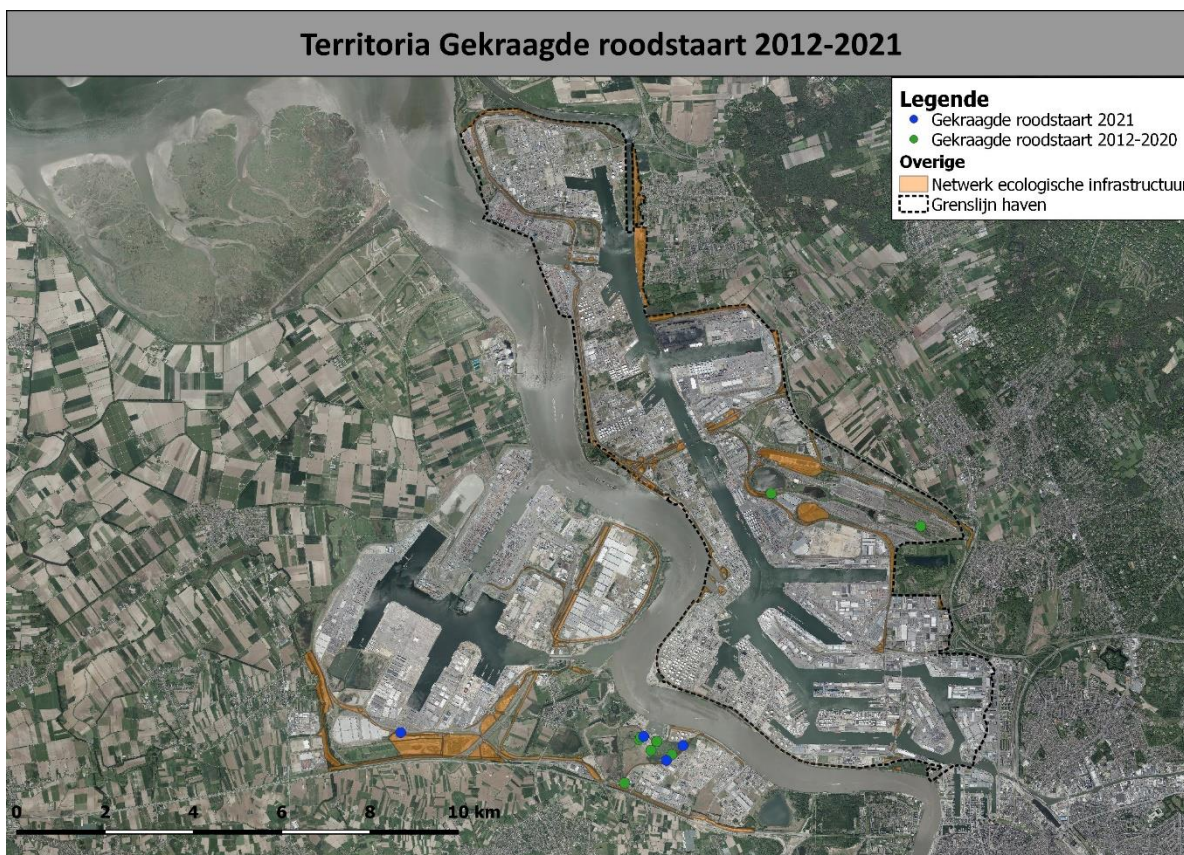 Territoria Gekraagde roodstaart 2012-2021
Legende
Gekraagde roodstaart 2021
Gekraagde roodstaart 2012-2020
Overige
Netwerk ecologische infrastructuur
Grenslijn haven
0 2 4 6 8 10 km